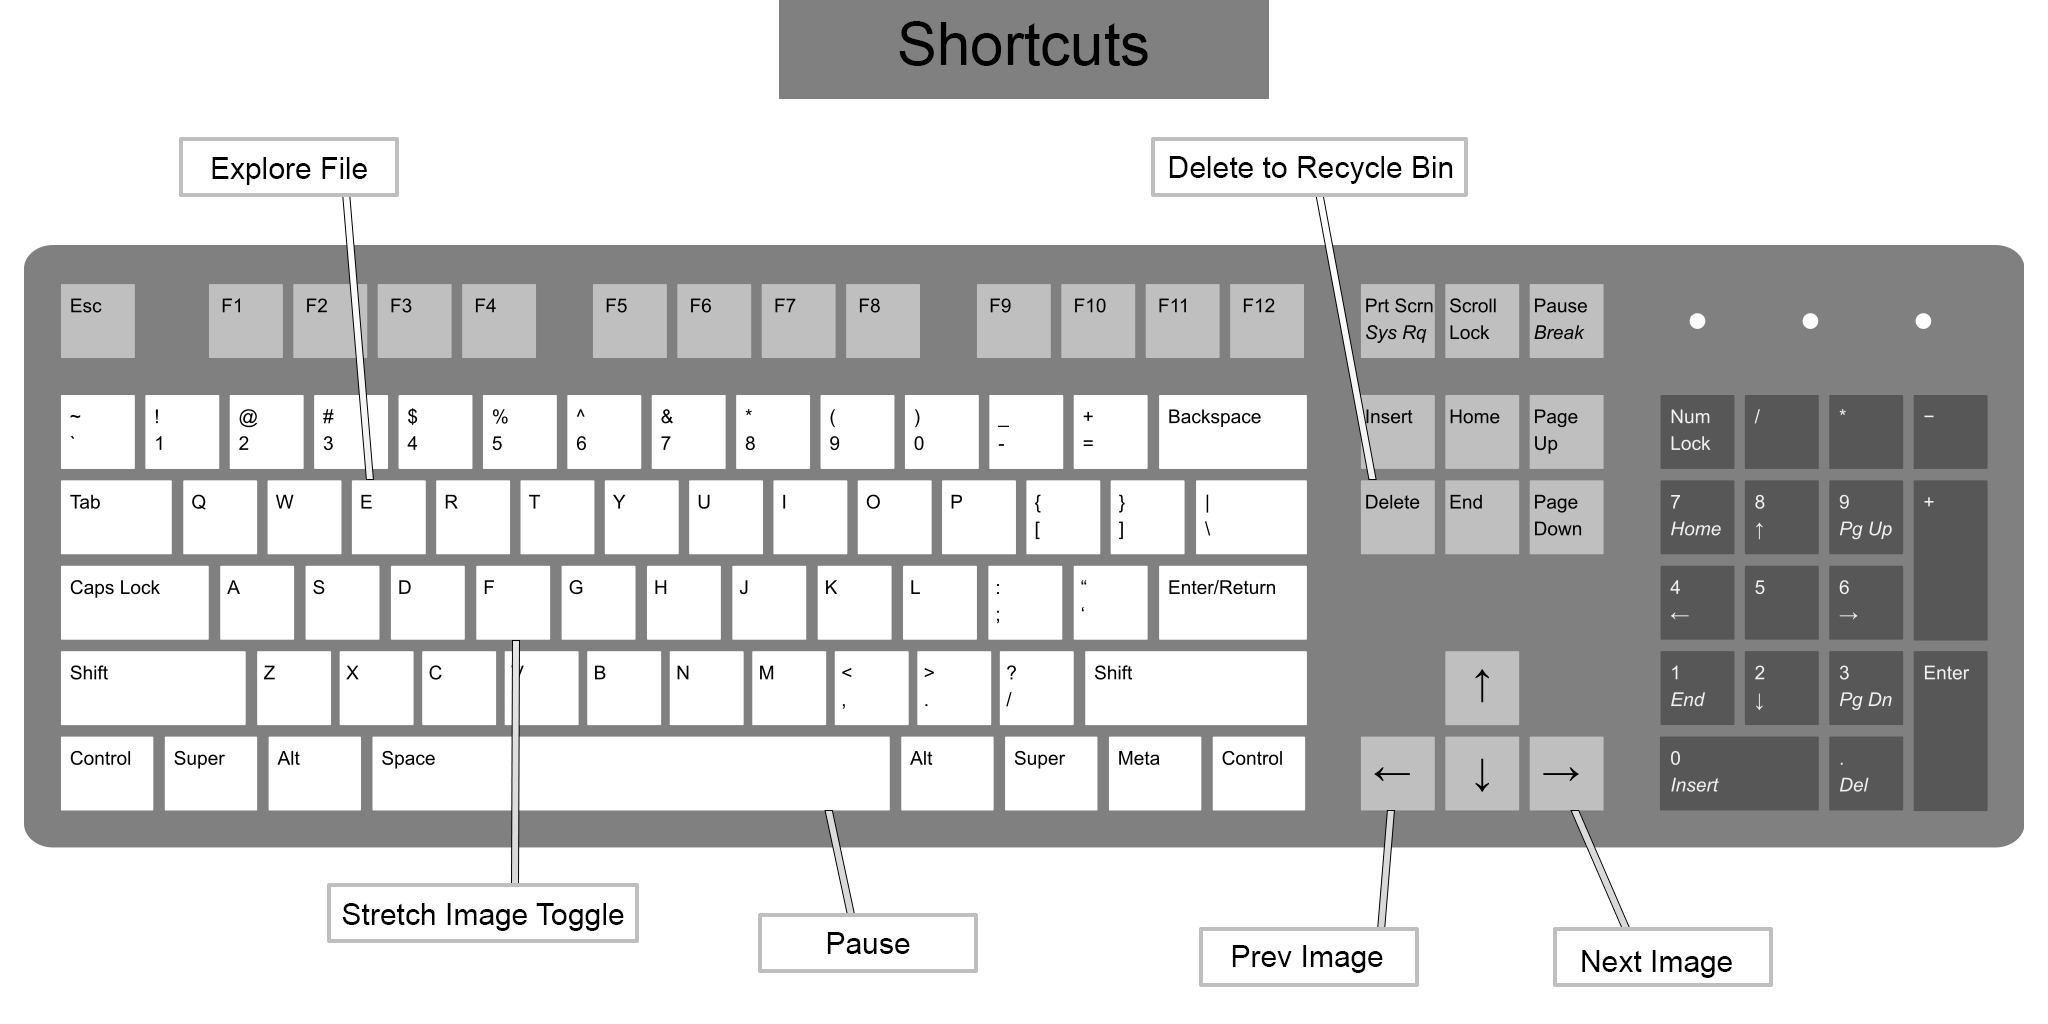 Shortcuts
Explore File
Delete to Recycle Bin
Esc F1 F2 F3 F4 F5 F6 F7 F8 F9 F10 F11 F12 Prt Scrn Scroll Pause
Sys Rq Lock Break
~ ! @ # $ % ^ & * ( ) _ + Backspace Insert Home Page Num / * −
` 1 2 3 4 5 6 7 8 9 0 - = Up Lock
Tab Q W E R T Y U I O P { } | Delete End Page 7 8 9 +
[ ] \ Down Home ↑ Pg Up
Caps Lock A S D F G H J K L : “ Enter/Return 4 5 6
; ‘ ← →
Shift Z X C V B N M < > ? Shift ↑ 1 2 3 Enter
, . / End ↓ Pg Dn
Control Super Alt Space Alt Super Meta Control ← ↓ → 0 .
Insert Del
Stretch Image Toggle
Pause
Prev Image
Next Image